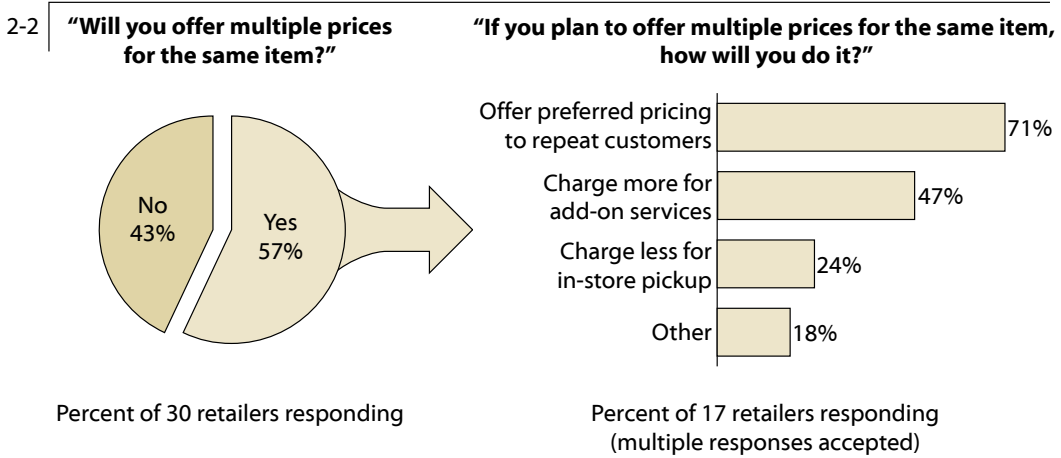 2-2
“Will you offer multiple prices
for the same item?”
“If you plan to offer multiple prices for the same item,
how will you do it?”
No
43%
Yes
57%
Offer preferred pricing
to repeat customers
71%
Charge more for
add-on services
47%
Charge less for
in-store pickup
24%
Other
18%
Percent of 30 retailers responding
Percent of 17 retailers responding
(multiple responses accepted)